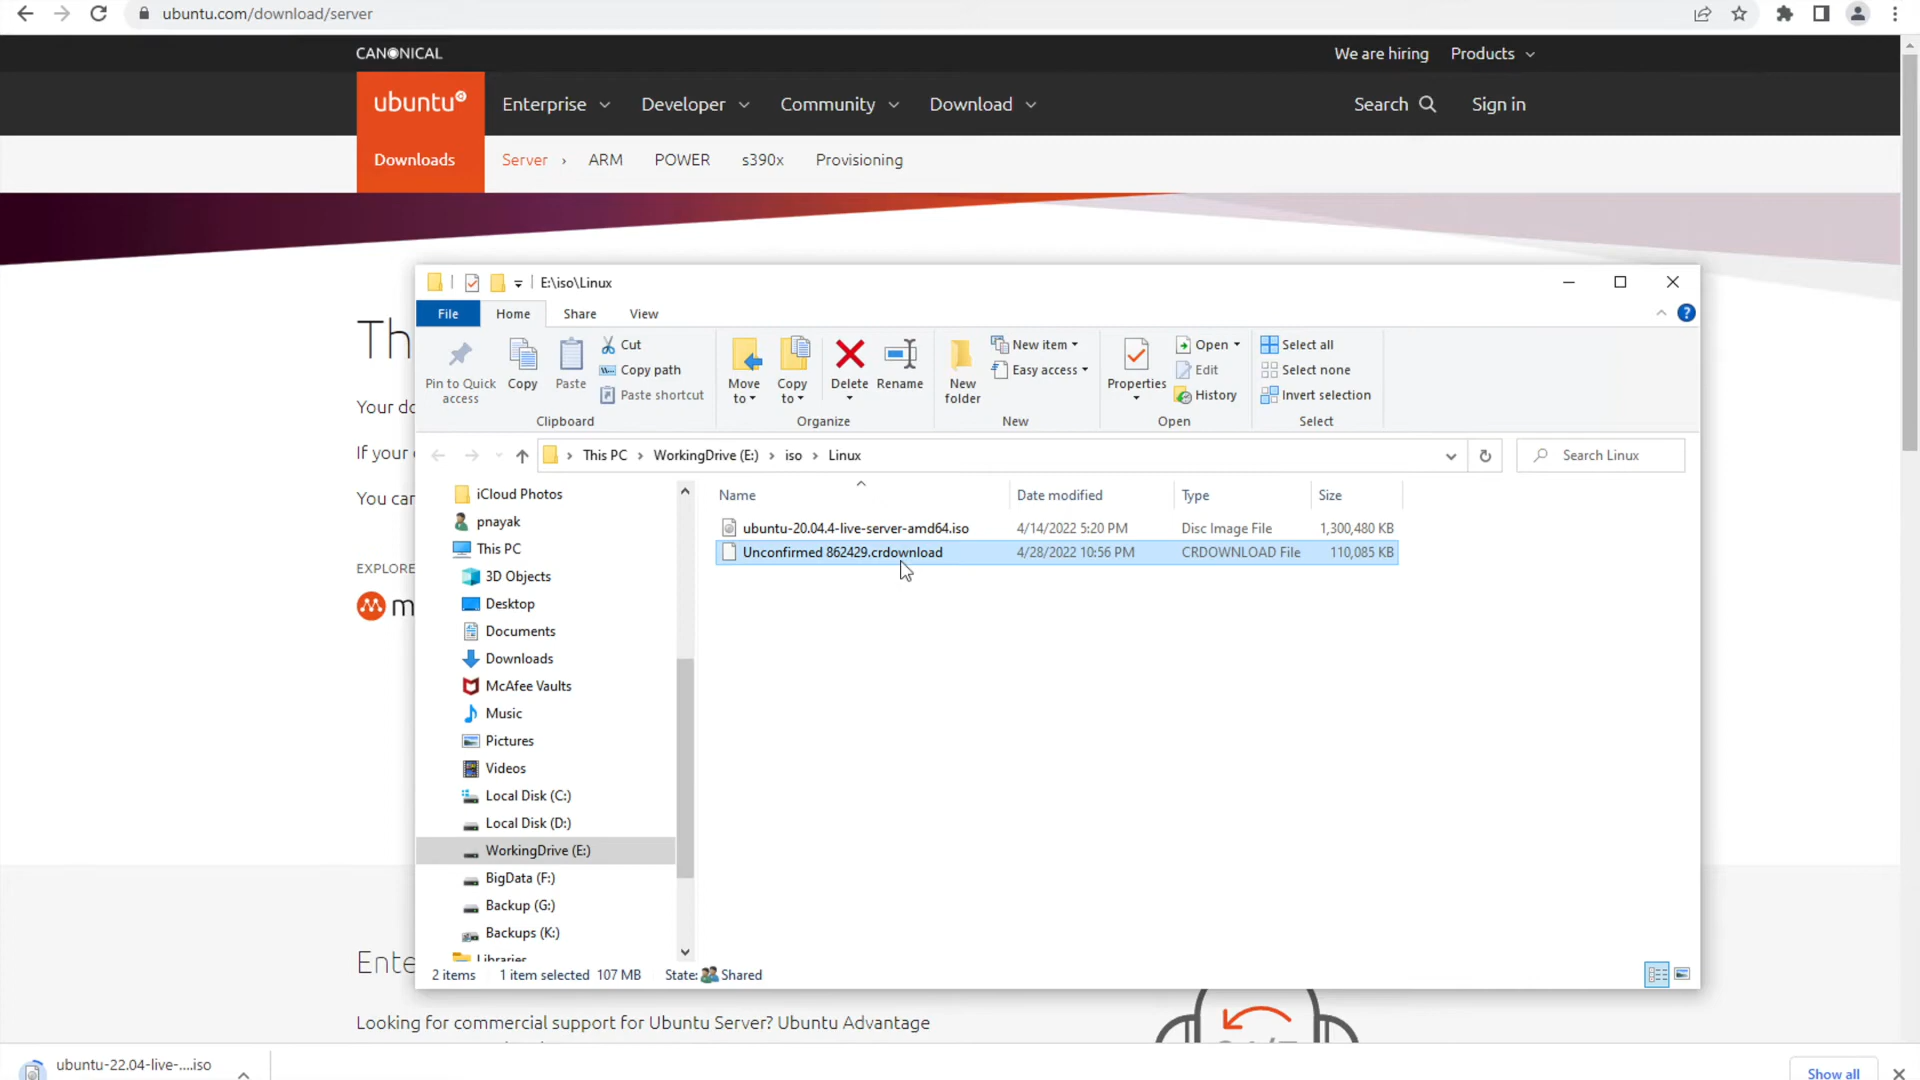 ubuntu.com/download/server
CANONICAL
We are hiring
Products
ubuntu
Enterprise
Developer
Community
Download
Search
Sign in
Downloads
Server
ARM
POWER
s390x
Provisioning
Th
Your do
If your
You can
EXPLORE
m
Ente
Looking for commercial support for Ubuntu Server? Ubuntu Advantage
E:\iso\Linux
File
Home
Share
View
Pin to Quick
access
Copy
Paste
Cut
Copy path
Paste shortcut
Clipboard
Move
to
Copy
to
Delete
Rename
Organize
New
folder
New item
Easy access
New
Properties
Open
Edit
History
Open
Select all
Select none
Invert selection
Select
This PC
WorkingDrive (E:)
iso
Linux
Search Linux
iCloud Photos
pnayak
This PC
3D Objects
Desktop
Documents
Downloads
McAfee Vaults
Music
Pictures
Videos
Local Disk (C:)
Local Disk (D:)
WorkingDrive (E:)
BigData (F:)
Backup (G:)
Backups (K:)
Libraries
Name Date modified Type Size
ubuntu-20.04.4-live-server-amd64.iso 4/14/2022 5:20 PM Disc Image File 1,300,480 KB
Unconfirmed 862429.crdownload 4/28/2022 10:56 PM CRDOWNLOAD File 110,085 KB
2 items 1 item selected 107 MB State: Shared
ubuntu-22.04-live-....iso
Show all